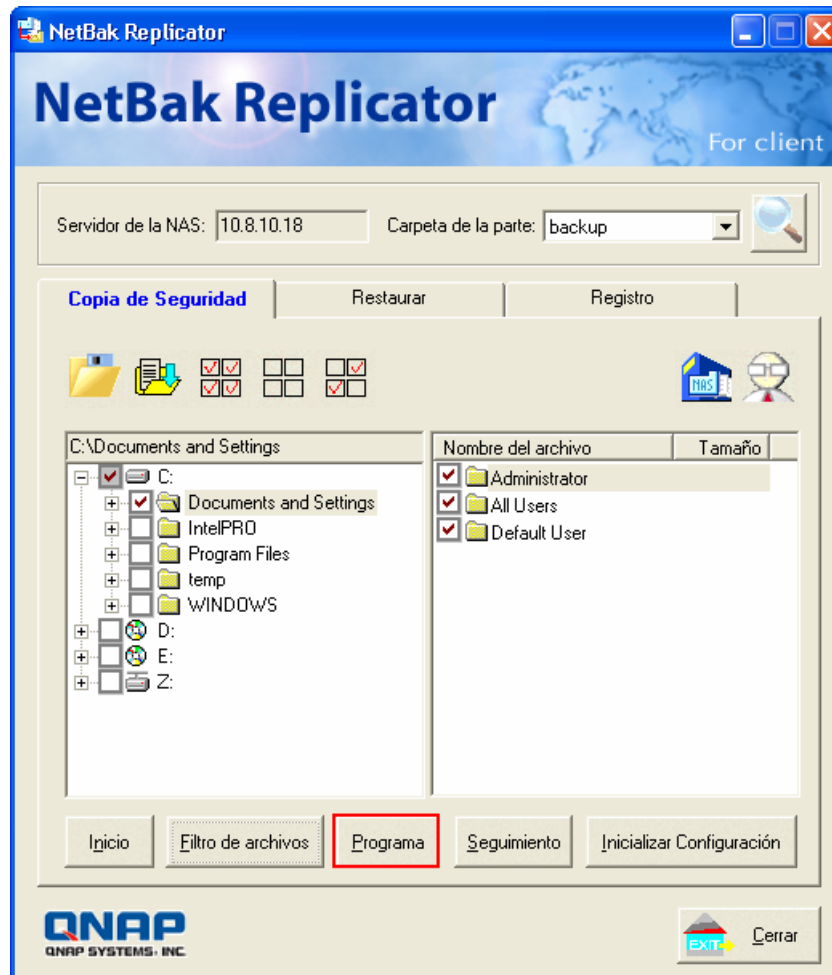 NetBak Replicator
NetBak Replicator
For client
Servidor de la NAS: 10.8.10.18 Carpeta de la parte: backup
Copia de Seguridad Restaurar Registro
NAS
C:\Documents and Settings
Nombre del archivo Tamaño
C:
Documents and Settings
IntelPRO
Program Files
temp
WINDOWS
D:
E:
Z:
Administrator
All Users
Default User
Inicio Filtro de archivos Programa Seguimiento Inicializar Configuración
QNAP
QNAP SYSTEMS, INC
EXIT Cerrar